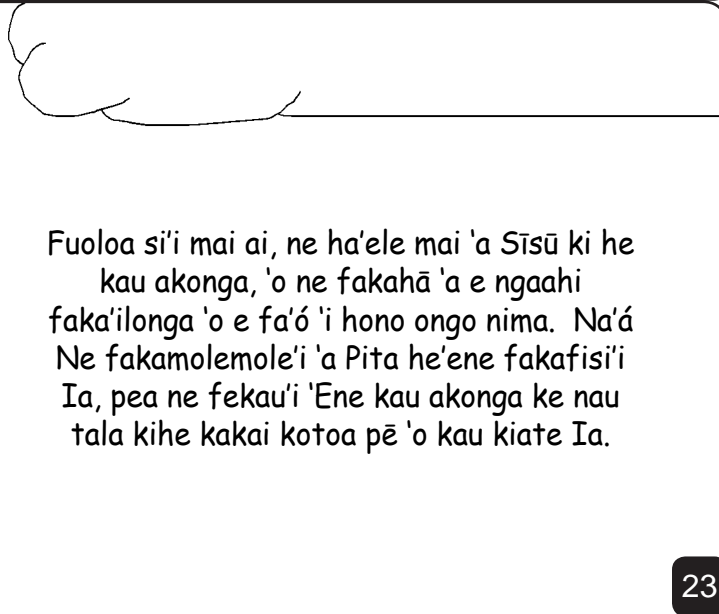 Fuoloa si'i mai ai, ne ha'ele mai 'a Sīsū ki he
kau akonga, 'o ne fakahā 'a e ngaahi
faka'ilonga 'o e fa'ó 'i hono ongo nima.  Na'á
Ne fakamolemole'i 'a Pita he'ene fakafisi'i
Ia, pea ne fekau'i 'Ene kau akonga ke nau
tala kihe kakai kotoa pē 'o kau kiate Ia.
23